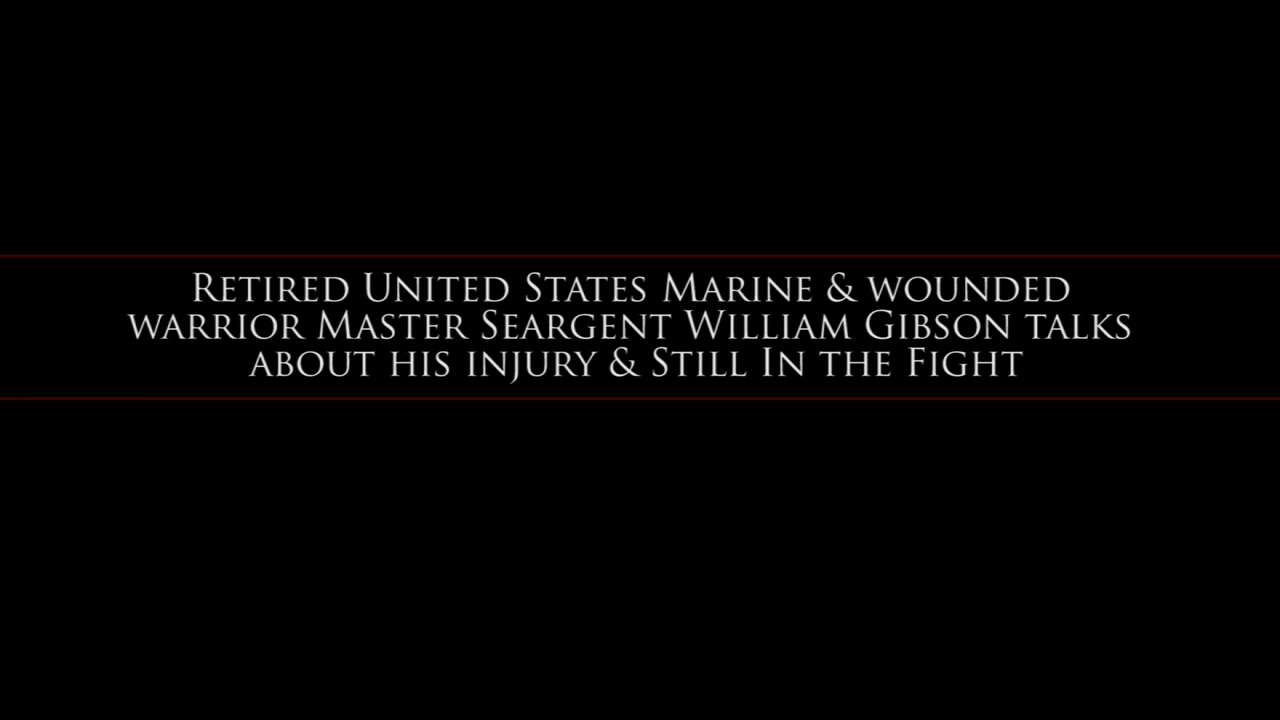 Retired United States Marine & wounded
warrior Master Seargent William Gibson talks
about his injury & Still In the Fight